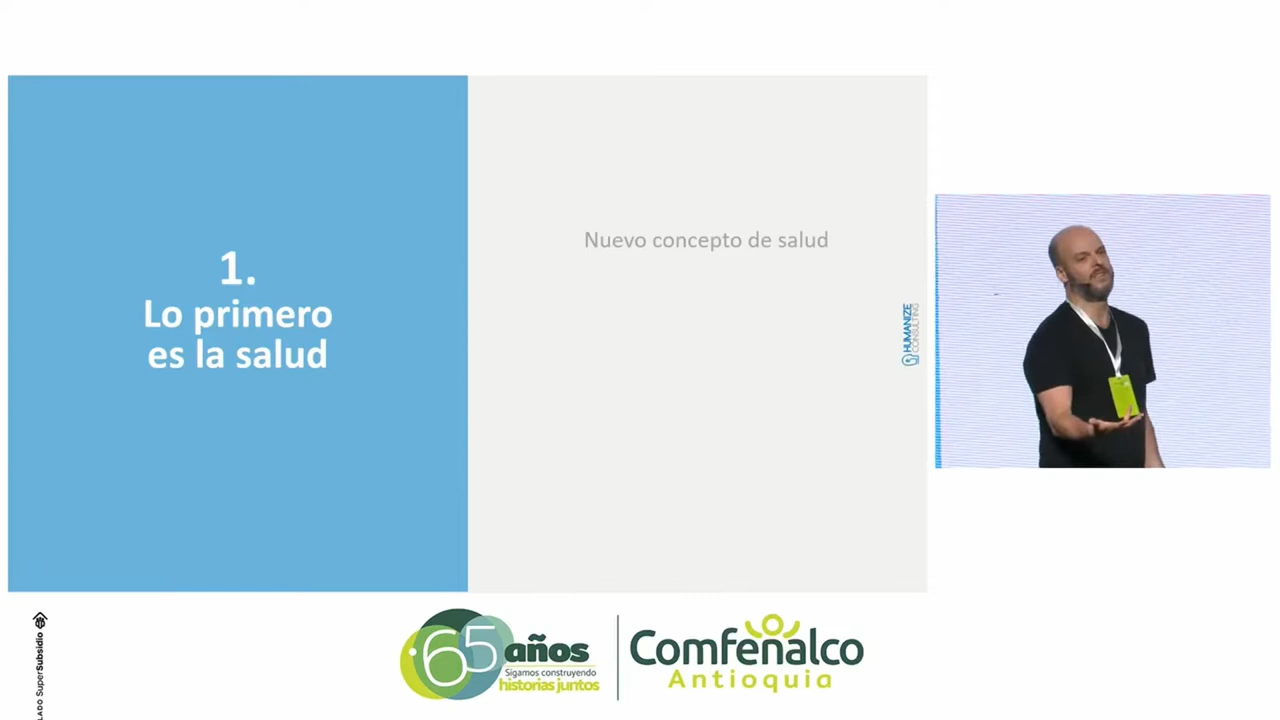 1.
Lo primero
es la salud
Nuevo concepto de salud
HUMANIZE
CONSULTING
LADO SuperSubsidio
65 años
Sigamos construyendo
historias juntos
Comfenalco
Antioquia